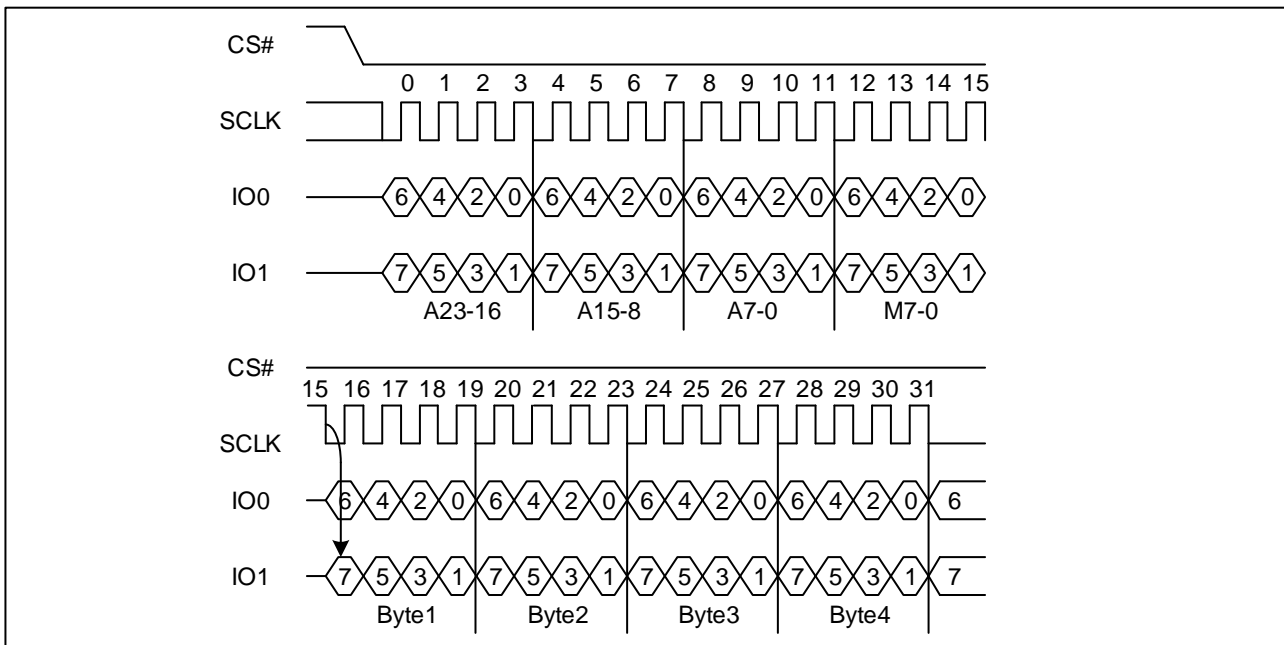 CS#
0 1 2 3 4 5 6 7 8 9 10 11 12 13 14 15
SCLK
IO0 6 4 2 0 6 4 2 0 6 4 2 0 6 4 2 0
IO1 7 5 3 1 7 5 3 1 7 5 3 1 7 5 3 1
A23-16 A15-8 A7-0 M7-0
CS#
15 16 17 18 19 20 21 22 23 24 25 26 27 28 29 30 31
SCLK
IO0 6 4 2 0 6 4 2 0 6 4 2 0 6 4 2 0 6
IO1 7 5 3 1 7 5 3 1 7 5 3 1 7 5 3 1 7
Byte1 Byte2 Byte3 Byte4